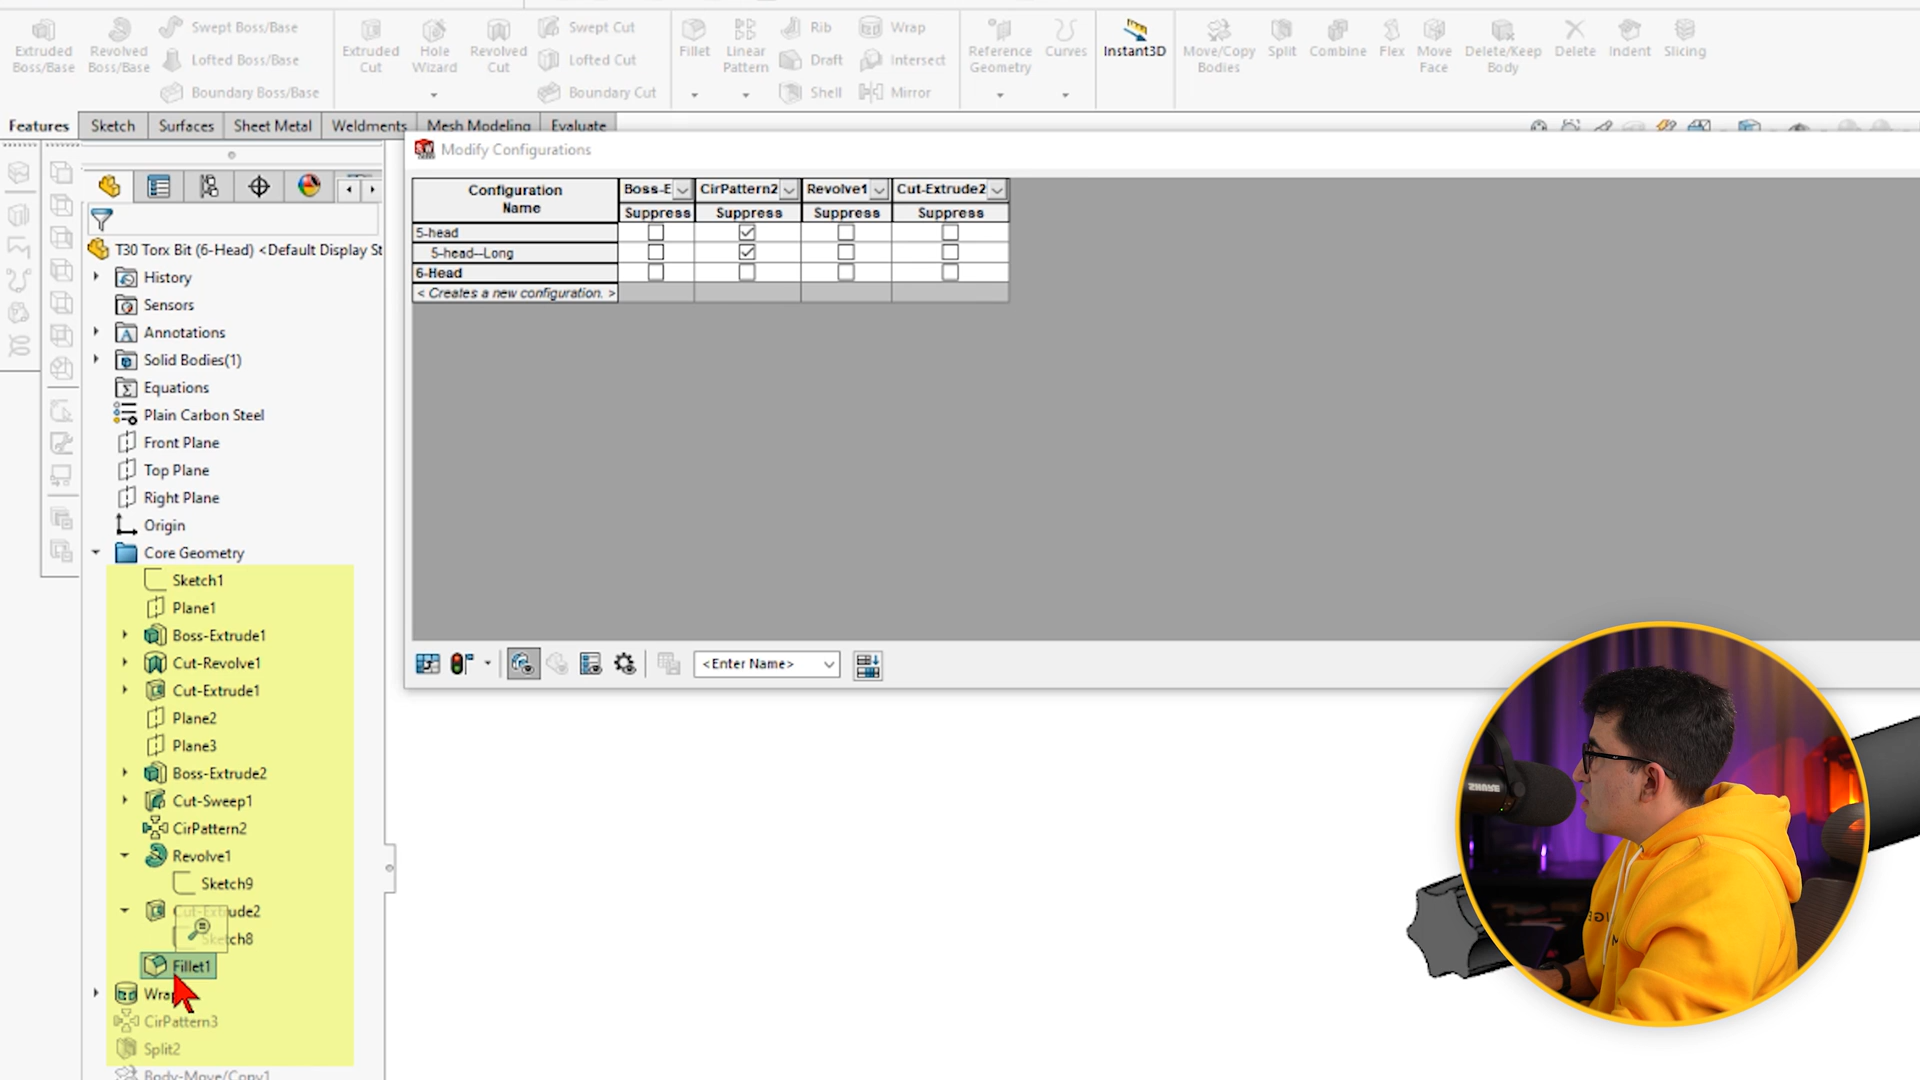 Extruded Boss/Base
Revolved Boss/Base
Swept Boss/Base
Lofted Boss/Base
Boundary Boss/Base
Extruded Cut
Hole Wizard
Revolved Cut
Swept Cut
Lofted Cut
Boundary Cut
Fillet
Linear Pattern
Rib
Draft
Shell
Wrap
Intersect
Mirror
Reference Geometry
Curves
Instant3D
Move/Copy Bodies
Split
Combine
Flex
Move Face
Delete/Keep Body
Delete
Indent
Slicing
Features Sketch Surfaces Sheet Metal Weldments Mesh Modeling Evaluate
Modify Configurations
Configuration Name
Boss-E CirPattern2 Revolve1 Cut-Extrude2
Suppress Suppress Suppress Suppress
5-head
5-head--Long
6-Head
< Creates a new configuration. >
<Enter Name>
T30 Torx Bit (6-Head) <Default Display St
History
Sensors
Annotations
Solid Bodies(1)
Equations
Plain Carbon Steel
Front Plane
Top Plane
Right Plane
Origin
Core Geometry
Sketch1
Plane1
Boss-Extrude1
Cut-Revolve1
Cut-Extrude1
Plane2
Plane3
Boss-Extrude2
Cut-Sweep1
CirPattern2
Revolve1
Sketch9
Cut-Extrude2
Sketch8
Fillet1
Wrap
CirPattern3
Split2
Body-Move/Copy1
SHURE